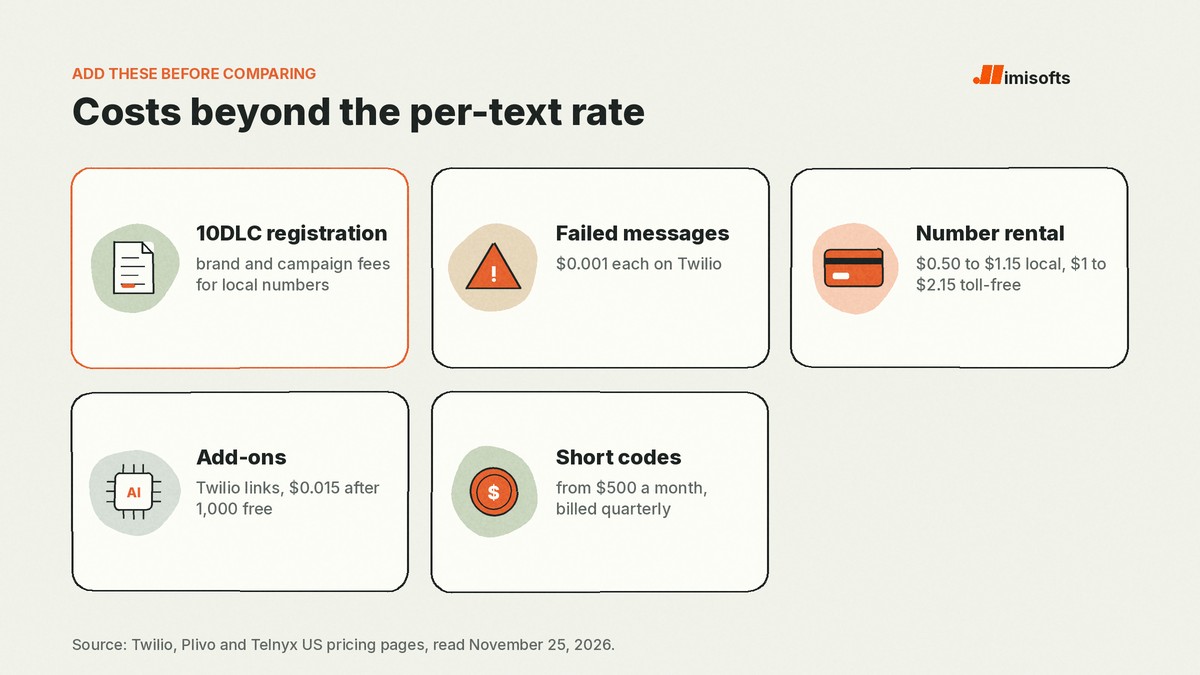 ADD THESE BEFORE COMPARING
imisofts
Costs beyond the per-text rate
10DLC registration
brand and campaign fees
for local numbers
Failed messages
$0.001 each on Twilio
!
Number rental
$0.50 to $1.15 local, $1 to
$2.15 toll-free
AI
Add-ons
Twilio links, $0.015 after
1,000 free
$
Short codes
from $500 a month,
billed quarterly
Source: Twilio, Plivo and Telnyx US pricing pages, read November 25, 2026.